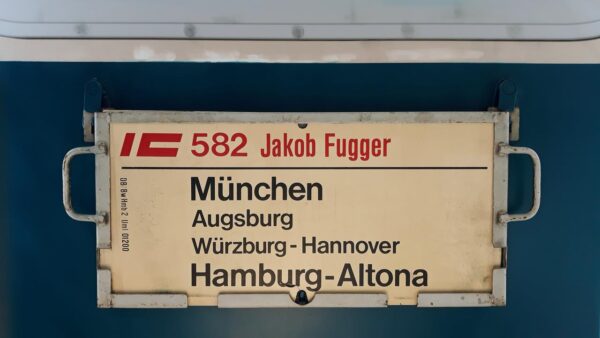 IC 582 Jakob Fugger
München
Augsburg
Würzburg - Hannover
Hamburg-Altona